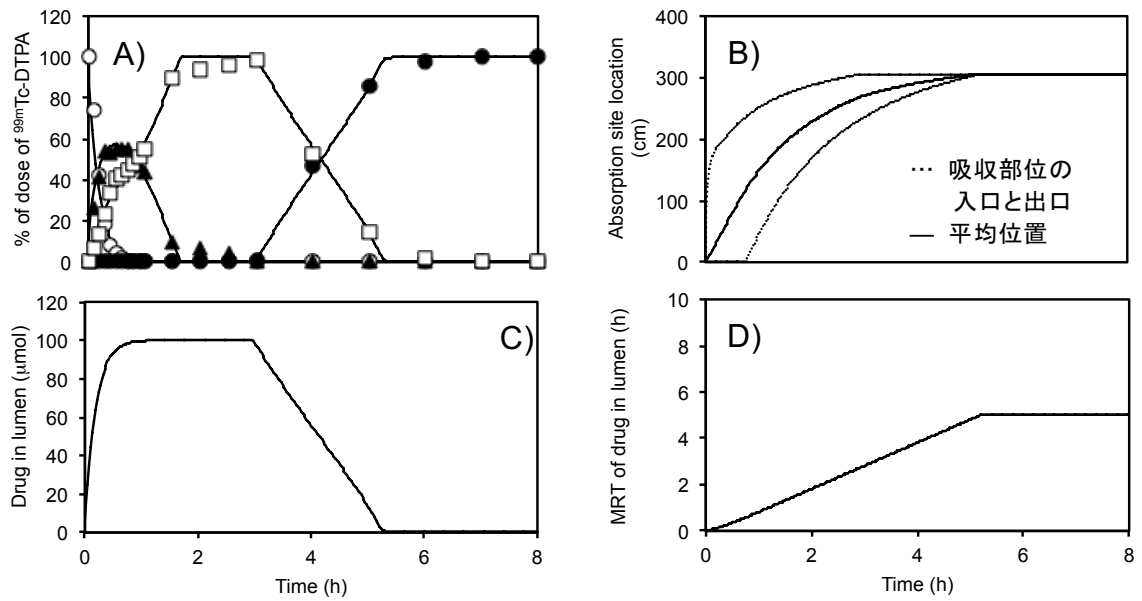 A)
120
100
80
60
40
20
0
% of dose of ⁹⁹ᵐTc-DTPA
B)
400
300
200
100
0
Absorption site location
(cm)
吸収部位の
入口と出口
平均位置
C)
120
100
80
60
40
20
0
Drug in lumen (μmol)
0 2 4 6 8
Time (h)
D)
10
8
6
4
2
0
MRT of drug in lumen (h)
0 2 4 6 8
Time (h)